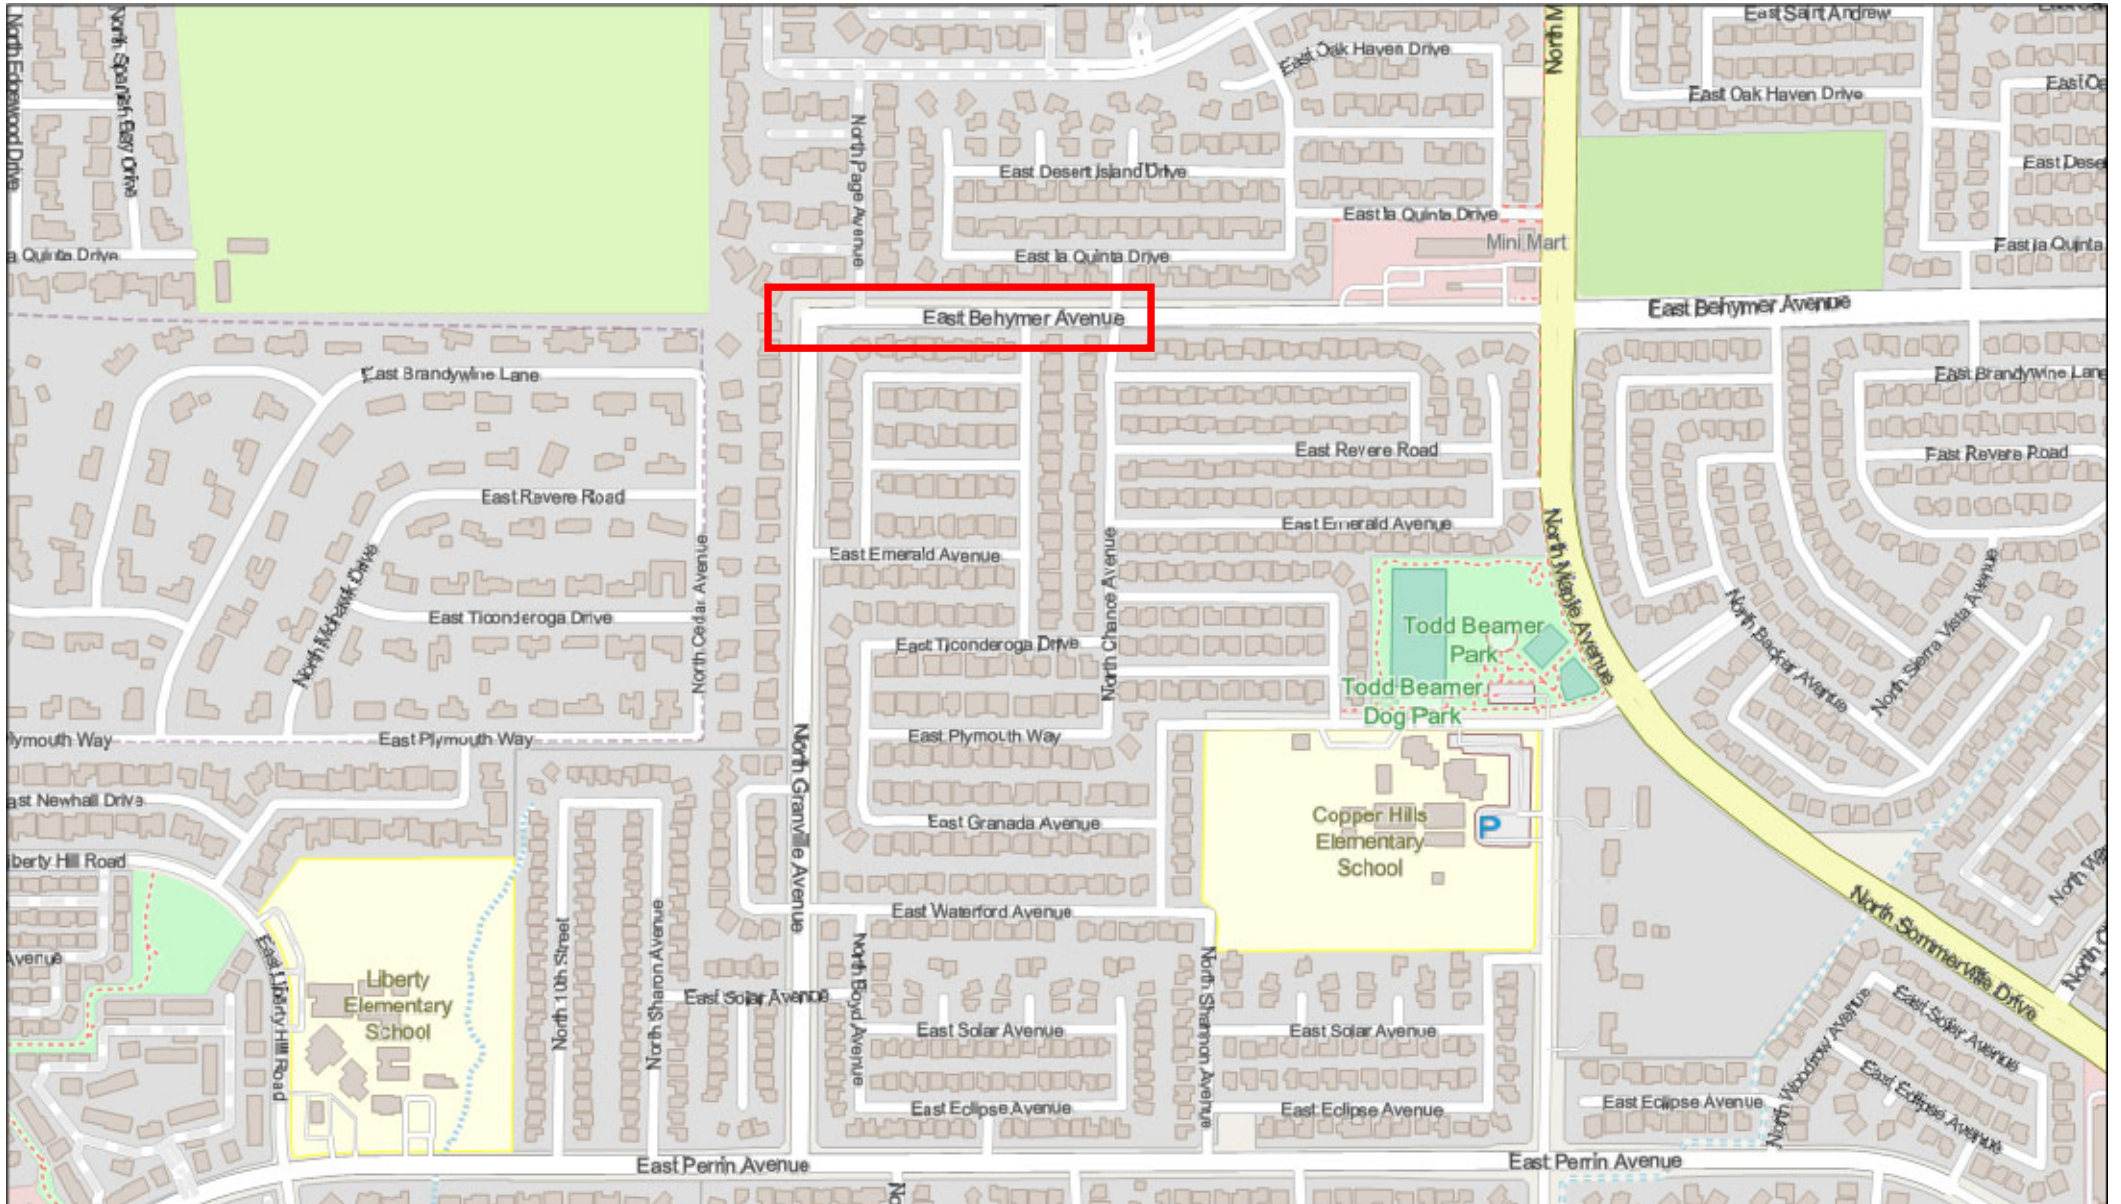 East Saint Andrew
North Edgewood Drive
North Spanish Bay Drive
East Oak Haven Drive
East Oak Haven Drive
North Page Avenue
East Desert Island Drive
East la Quinta Drive
Mini Mart
Quinta Drive
East la Quinta Drive
East la Quinta
East Behymer Avenue
East Behymer Avenue
East Brandywine Lane
East Brandywine Lane
East Revere Road
East Revere Road
East Revere Road
East Emerald Avenue
East Emerald Avenue
North Mohawk Drive
North Cedar Avenue
North Chance Avenue
North Maple Avenue
East Ticonderoga Drive
East Ticonderoga Drive
Todd Beamer
Park
Todd Beamer
Dog Park
North Backer Avenue
North Sierra Vista Avenue
lymouth Way
East Plymouth Way
East Plymouth Way
North Granville Avenue
ast Newhall Drive
East Granada Avenue
Copper Hills
Elementary
School
P
iberty Hill Road
East Liberty Hill Road
East Waterford Avenue
North Sommerville Drive
Avenue
Liberty
Elementary
School
North 10th Street
North Sharon Avenue
East Solar Avenue
North Boyd Avenue
East Solar Avenue
North Shannon Avenue
East Solar Avenue
East Solar Avenue
North Woodrow Avenue
East Eclipse Avenue
East Eclipse Avenue
East Eclipse Avenue
East Eclipse Avenue
East Perrin Avenue
East Perrin Avenue